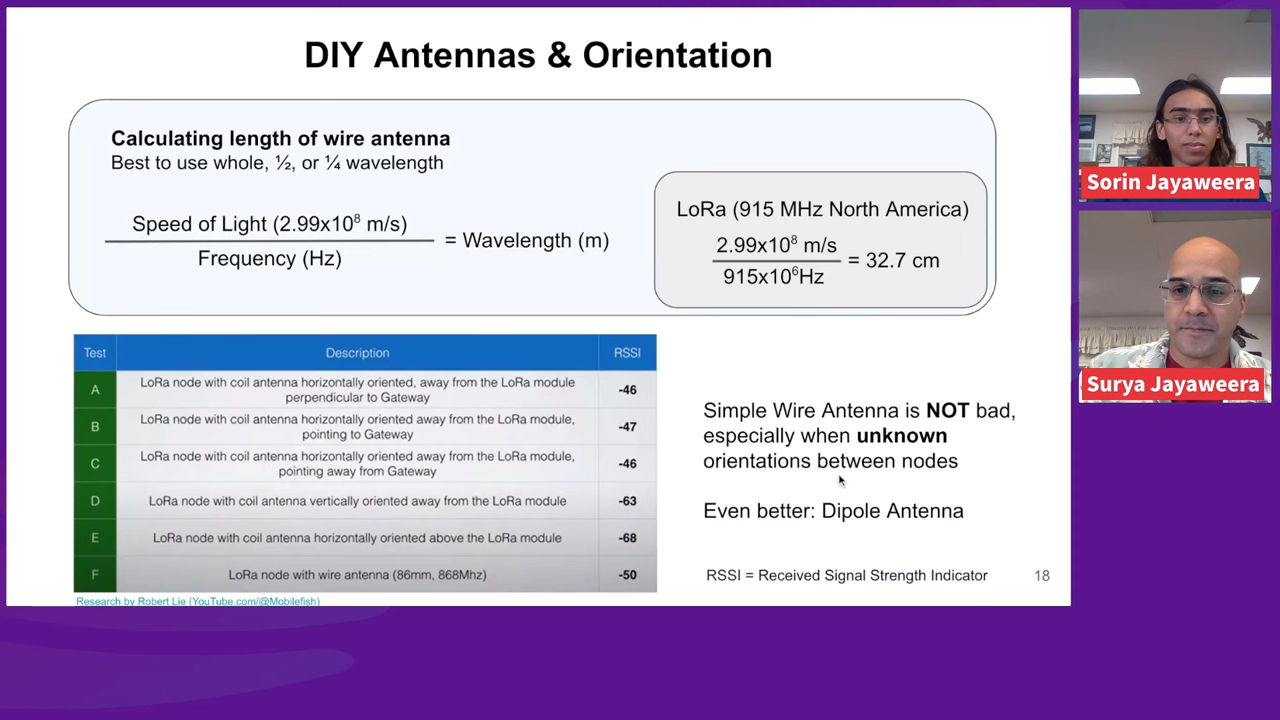 DIY Antennas & Orientation
Calculating length of wire antenna
Best to use whole, ½, or ¼ wavelength
Speed of Light (2.99x10⁸ m/s)
Frequency (Hz)
= Wavelength (m)
LoRa (915 MHz North America)
2.99x10⁸ m/s
915x10⁶Hz
= 32.7 cm
Test Description RSSI
A LoRa node with coil antenna horizontally oriented, away from the LoRa module
perpendicular to Gateway -46
B LoRa node with coil antenna horizontally oriented away from the LoRa module,
pointing to Gateway -47
C LoRa node with coil antenna horizontally oriented away from the LoRa module,
pointing away from Gateway -46
D LoRa node with coil antenna vertically oriented away from the LoRa module -63
E LoRa node with coil antenna horizontally oriented above the LoRa module -68
F LoRa node with wire antenna (86mm, 868Mhz) -50
Research by Robert Lie (YouTube.com/@Mobilefish)
Simple Wire Antenna is NOT bad,
especially when unknown
orientations between nodes
Even better: Dipole Antenna
RSSI = Received Signal Strength Indicator
18
Sorin Jayaweera
Surya Jayaweera